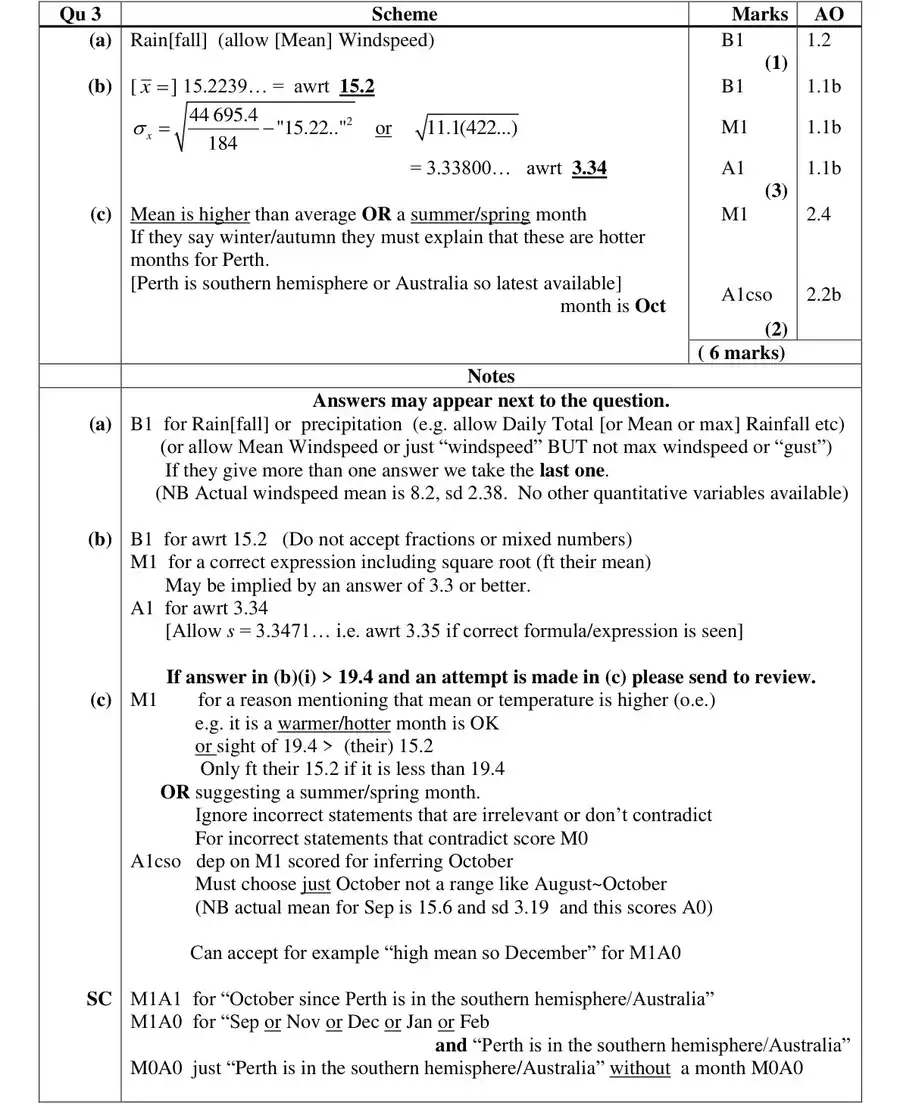 Qu 3 Scheme Marks AO
(a) Rain[fall] (allow [Mean] Windspeed) B1 1.2
(1)
(b) [ x̅ = ] 15.2239… = awrt 15.2 B1 1.1b
σₓ = √(44 695.4/184 − "15.22.."²) or √11.1(422...) M1 1.1b
= 3.33800… awrt 3.34 A1 1.1b
(3)
(c) Mean is higher than average OR a summer/spring month M1 2.4
If they say winter/autumn they must explain that these are hotter
months for Perth.
[Perth is southern hemisphere or Australia so latest available]
month is Oct A1cso 2.2b
(2)
( 6 marks)
Notes
Answers may appear next to the question.
(a) B1 for Rain[fall] or precipitation (e.g. allow Daily Total [or Mean or max] Rainfall etc)
(or allow Mean Windspeed or just “windspeed” BUT not max windspeed or “gust”)
If they give more than one answer we take the last one.
(NB Actual windspeed mean is 8.2, sd 2.38. No other quantitative variables available)
(b) B1 for awrt 15.2 (Do not accept fractions or mixed numbers)
M1 for a correct expression including square root (ft their mean)
May be implied by an answer of 3.3 or better.
A1 for awrt 3.34
[Allow s = 3.3471… i.e. awrt 3.35 if correct formula/expression is seen]
If answer in (b)(i) > 19.4 and an attempt is made in (c) please send to review.
(c) M1 for a reason mentioning that mean or temperature is higher (o.e.)
e.g. it is a warmer/hotter month is OK
or sight of 19.4 > (their) 15.2
Only ft their 15.2 if it is less than 19.4
OR suggesting a summer/spring month.
Ignore incorrect statements that are irrelevant or don’t contradict
For incorrect statements that contradict score M0
A1cso dep on M1 scored for inferring October
Must choose just October not a range like August~October
(NB actual mean for Sep is 15.6 and sd 3.19 and this scores A0)
Can accept for example “high mean so December” for M1A0
SC M1A1 for “October since Perth is in the southern hemisphere/Australia”
M1A0 for “Sep or Nov or Dec or Jan or Feb
and “Perth is in the southern hemisphere/Australia”
M0A0 just “Perth is in the southern hemisphere/Australia” without a month M0A0